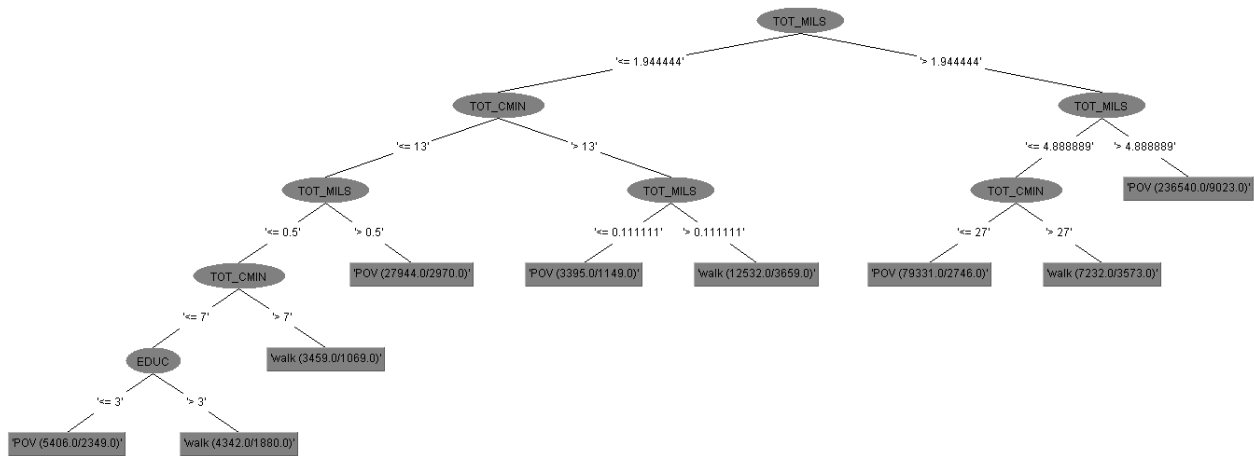 TOT_MILS
'<= 1.944444' '> 1.944444'
TOT_CMIN TOT_MILS
'<= 13' '> 13' '<= 4.888889' '> 4.888889'
TOT_MILS TOT_MILS TOT_CMIN 'POV (236540.0/9023.0)'
'<= 0.5' '> 0.5' '<= 0.111111' '> 0.111111' '<= 27' '> 27'
TOT_CMIN 'POV (27944.0/2970.0)' 'POV (3395.0/1149.0)' 'walk (12532.0/3659.0)' 'POV (79331.0/2746.0)' 'walk (7232.0/3573.0)'
'<= 7' '> 7'
EDUC 'walk (3459.0/1069.0)'
'<= 3' '> 3'
'POV (5406.0/2349.0)' 'walk (4342.0/1880.0)'